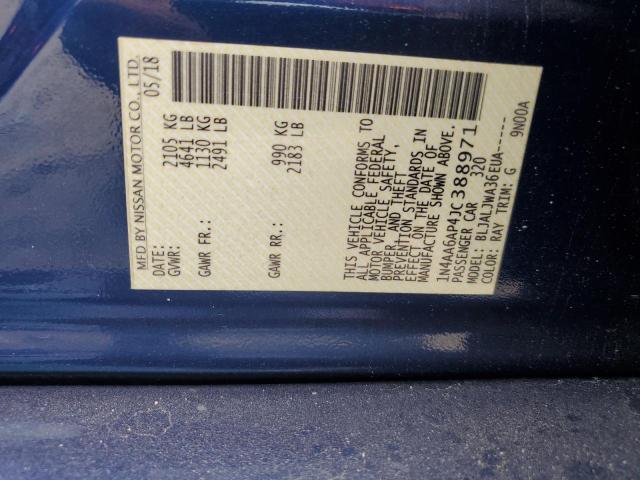 MFD BY NISSAN MOTOR CO., LTD.
DATE: 05/18
GVWR: 2105 KG
4641 LB
GAWR FR.: 1130 KG
2491 LB
GAWR RR.: 990 KG
2183 LB
THIS VEHICLE CONFORMS TO
ALL APPLICABLE FEDERAL
MOTOR VEHICLE SAFETY,
BUMPER, AND THEFT
PREVENTION STANDARDS IN
EFFECT ON THE DATE OF
MANUFACTURE SHOWN ABOVE.
1N4AA6AP4JC388971
PASSENGER CAR 320
MODEL: BLJALJWA36EUA-----
COLOR: RAY TRIM: G 9N00A